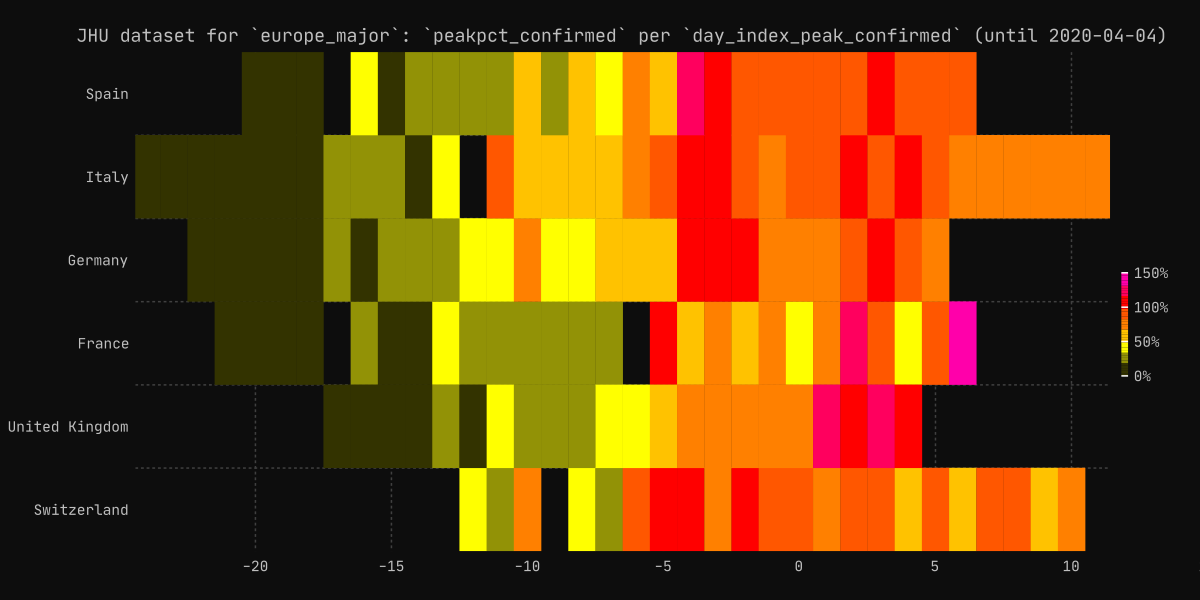 JHU dataset for `europe_major`: `peakpct_confirmed` per `day_index_peak_confirmed` (until 2020-04-04)
Spain
Italy
Germany
France
United Kingdom
Switzerland
150%
100%
50%
0%
-20 -15 -10 -5 0 5 10